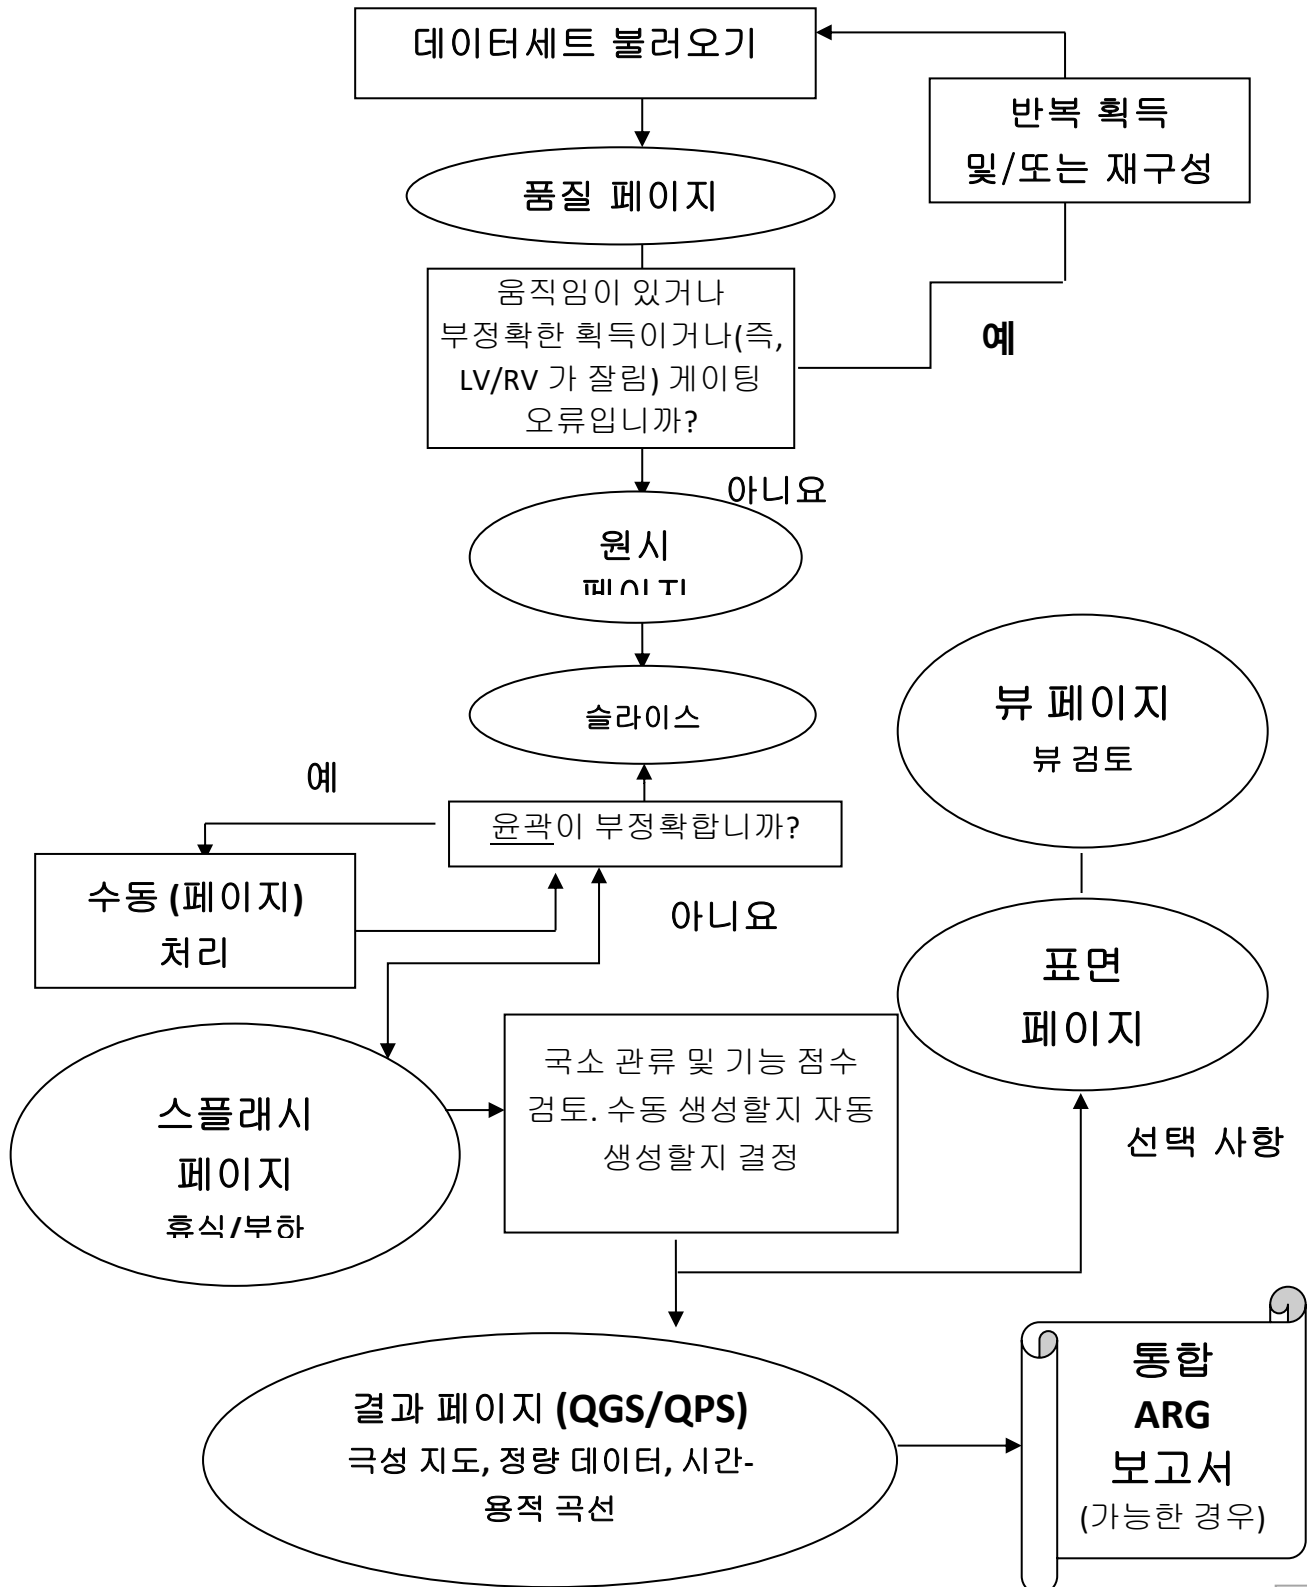 데이터세트 불러오기
반복 획득
및/또는 재구성
품질 페이지
움직임이 있거나
부정확한 획득이거나(즉,
LV/RV 가 잘림) 게이팅
오류입니까?
예
아니요
원시
페이지
슬라이스
뷰 페이지
뷰 검토
예
윤곽이 부정확합니까?
수동 (페이지)
처리
아니요
표면
페이지
스플래시
페이지
휴식/부하
국소 관류 및 기능 점수
검토. 수동 생성할지 자동
생성할지 결정
선택 사항
결과 페이지 (QGS/QPS)
극성 지도, 정량 데이터, 시간-
용적 곡선
통합
ARG
보고서
(가능한 경우)